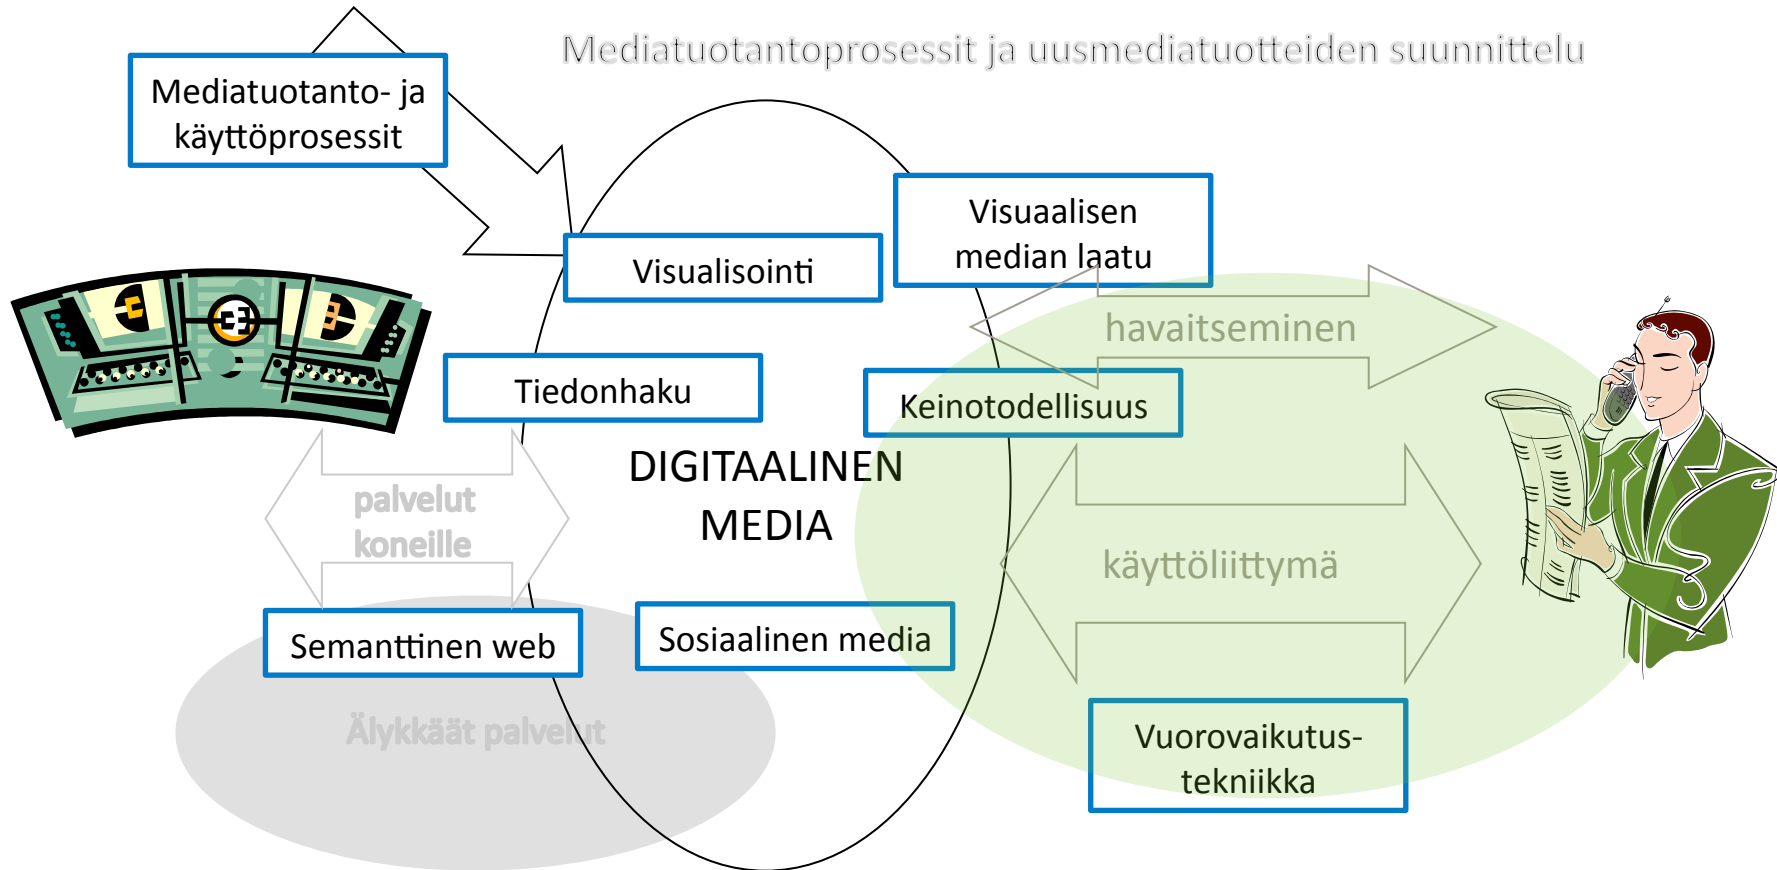 Mediatuotantoprosessit ja uusmediatuotteiden suunnittelu
Mediatuotanto- ja
käyttöprosessit
Visuaalisen
median laatu
Visualisointi
havaitseminen
Tiedonhaku
Keinotodellisuus
DIGITAALINEN
MEDIA
palvelut
koneille
käyttöliittymä
Semanttinen web
Sosiaalinen media
Älykkäät palvelut
Vuorovaikutus-
tekniikka